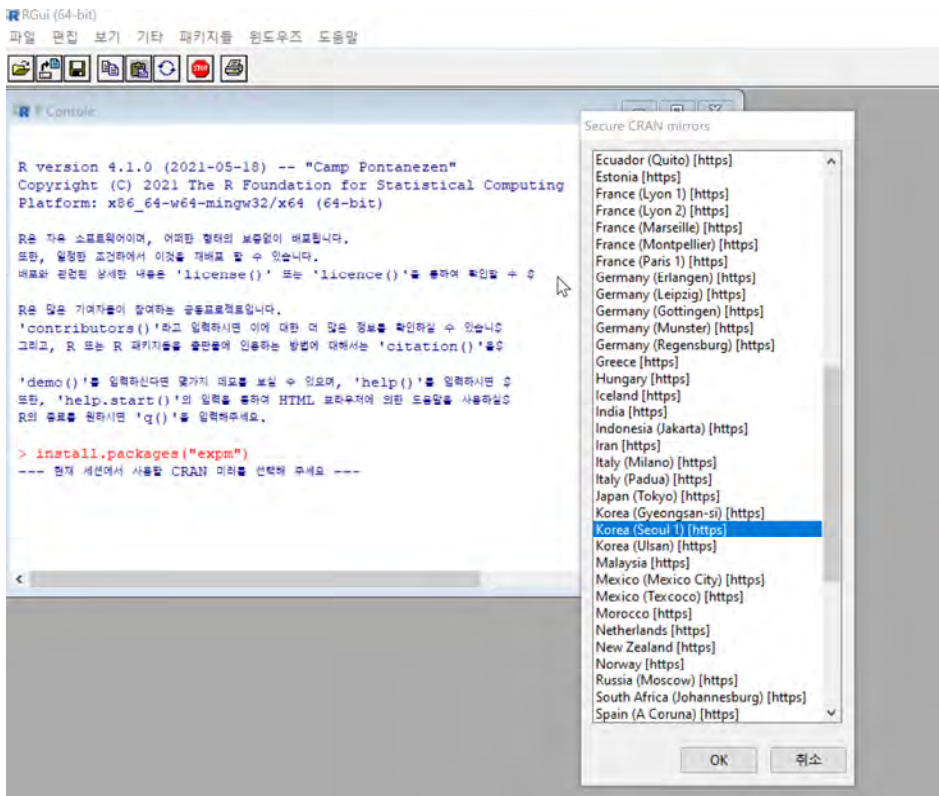 RGui (64-bit)
파일 편집 보기 기타 패키지들 윈도우즈 도움말
STOP
R Console
R version 4.1.0 (2021-05-18) -- "Camp Pontanezen"
Copyright (C) 2021 The R Foundation for Statistical Computing
Platform: x86_64-w64-mingw32/x64 (64-bit)
R은 자유 소프트웨어이며, 어떠한 형태의 보증없이 배포됩니다.
또한, 일정한 조건하에서 이것을 재배포 할 수 있습니다.
배포와 관련된 상세한 내용은 'license()' 또는 'licence()'을 통하여 확인할 수 $
R은 많은 기여자들이 참여하는 공동프로젝트입니다.
'contributors()'라고 입력하시면 이에 대한 더 많은 정보를 확인하실 수 있습니$
그리고, R 또는 R 패키지들을 출판물에 인용하는 방법에 대해서는 'citation()'을$
'demo()'를 입력하신다면 몇가지 데모를 보실 수 있으며, 'help()'를 입력하시면 $
또한, 'help.start()'의 입력을 통하여 HTML 브라우저에 의한 도움말을 사용하실$
R의 종료를 원하시면 'q()'을 입력해주세요.
> install.packages("expm")
--- 현재 세션에서 사용할 CRAN 미러를 선택해 주세요 ---
Secure CRAN mirrors
Ecuador (Quito) [https]
Estonia [https]
France (Lyon 1) [https]
France (Lyon 2) [https]
France (Marseille) [https]
France (Montpellier) [https]
France (Paris 1) [https]
Germany (Erlangen) [https]
Germany (Leipzig) [https]
Germany (Gottingen) [https]
Germany (Munster) [https]
Germany (Regensburg) [https]
Greece [https]
Hungary [https]
Iceland [https]
India [https]
Indonesia (Jakarta) [https]
Iran [https]
Italy (Milano) [https]
Italy (Padua) [https]
Japan (Tokyo) [https]
Korea (Gyeongsan-si) [https]
Korea (Seoul 1) [https]
Korea (Ulsan) [https]
Malaysia [https]
Mexico (Mexico City) [https]
Mexico (Texcoco) [https]
Morocco [https]
Netherlands [https]
New Zealand [https]
Norway [https]
Russia (Moscow) [https]
South Africa (Johannesburg) [https]
Spain (A Coruna) [https]
OK 취소